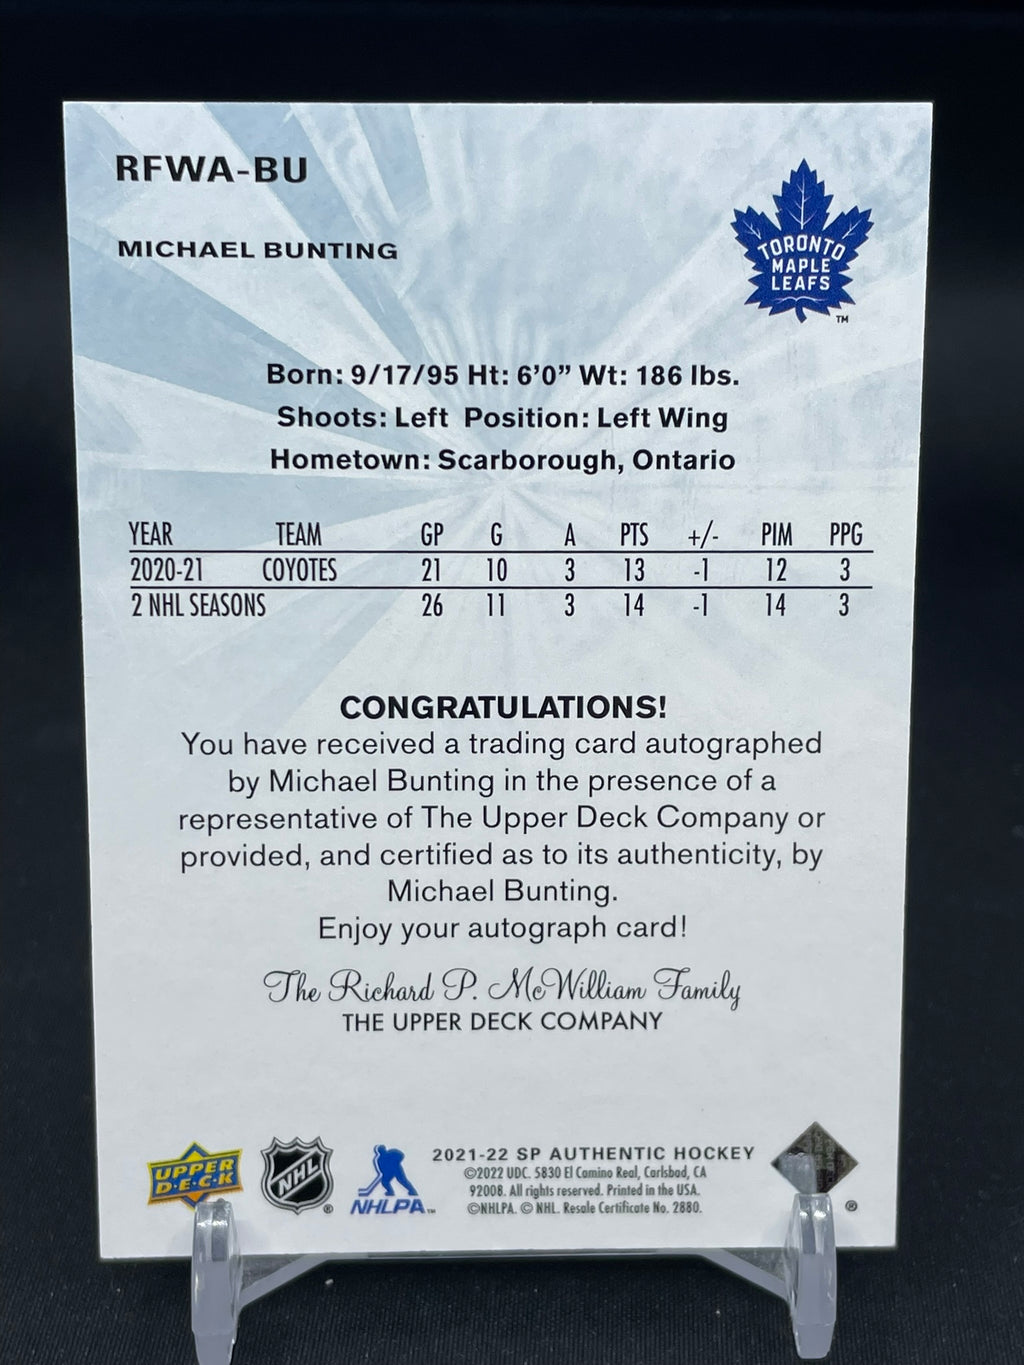 RFWA-BU
MICHAEL BUNTING
TORONTO
MAPLE
LEAFS
TM
Born: 9/17/95 Ht: 6’0” Wt: 186 lbs.
Shoots: Left Position: Left Wing
Hometown: Scarborough, Ontario
YEAR TEAM GP G A PTS +/- PIM PPG
2020-21 COYOTES 21 10 3 13 -1 12 3
2 NHL SEASONS 26 11 3 14 -1 14 3
CONGRATULATIONS!
You have received a trading card autographed
by Michael Bunting in the presence of a
representative of The Upper Deck Company or
provided, and certified as to its authenticity, by
Michael Bunting.
Enjoy your autograph card!
The Richard P. McWilliam Family
THE UPPER DECK COMPANY
UPPER
D·E·C·K
NHL
®
NHLPA™
2021-22 SP AUTHENTIC HOCKEY
©2022 UDC. 5830 El Camino Real, Carlsbad, CA
92008. All rights reserved. Printed in the USA.
©NHLPA. © NHL. Resale Certificate No. 2880.
®